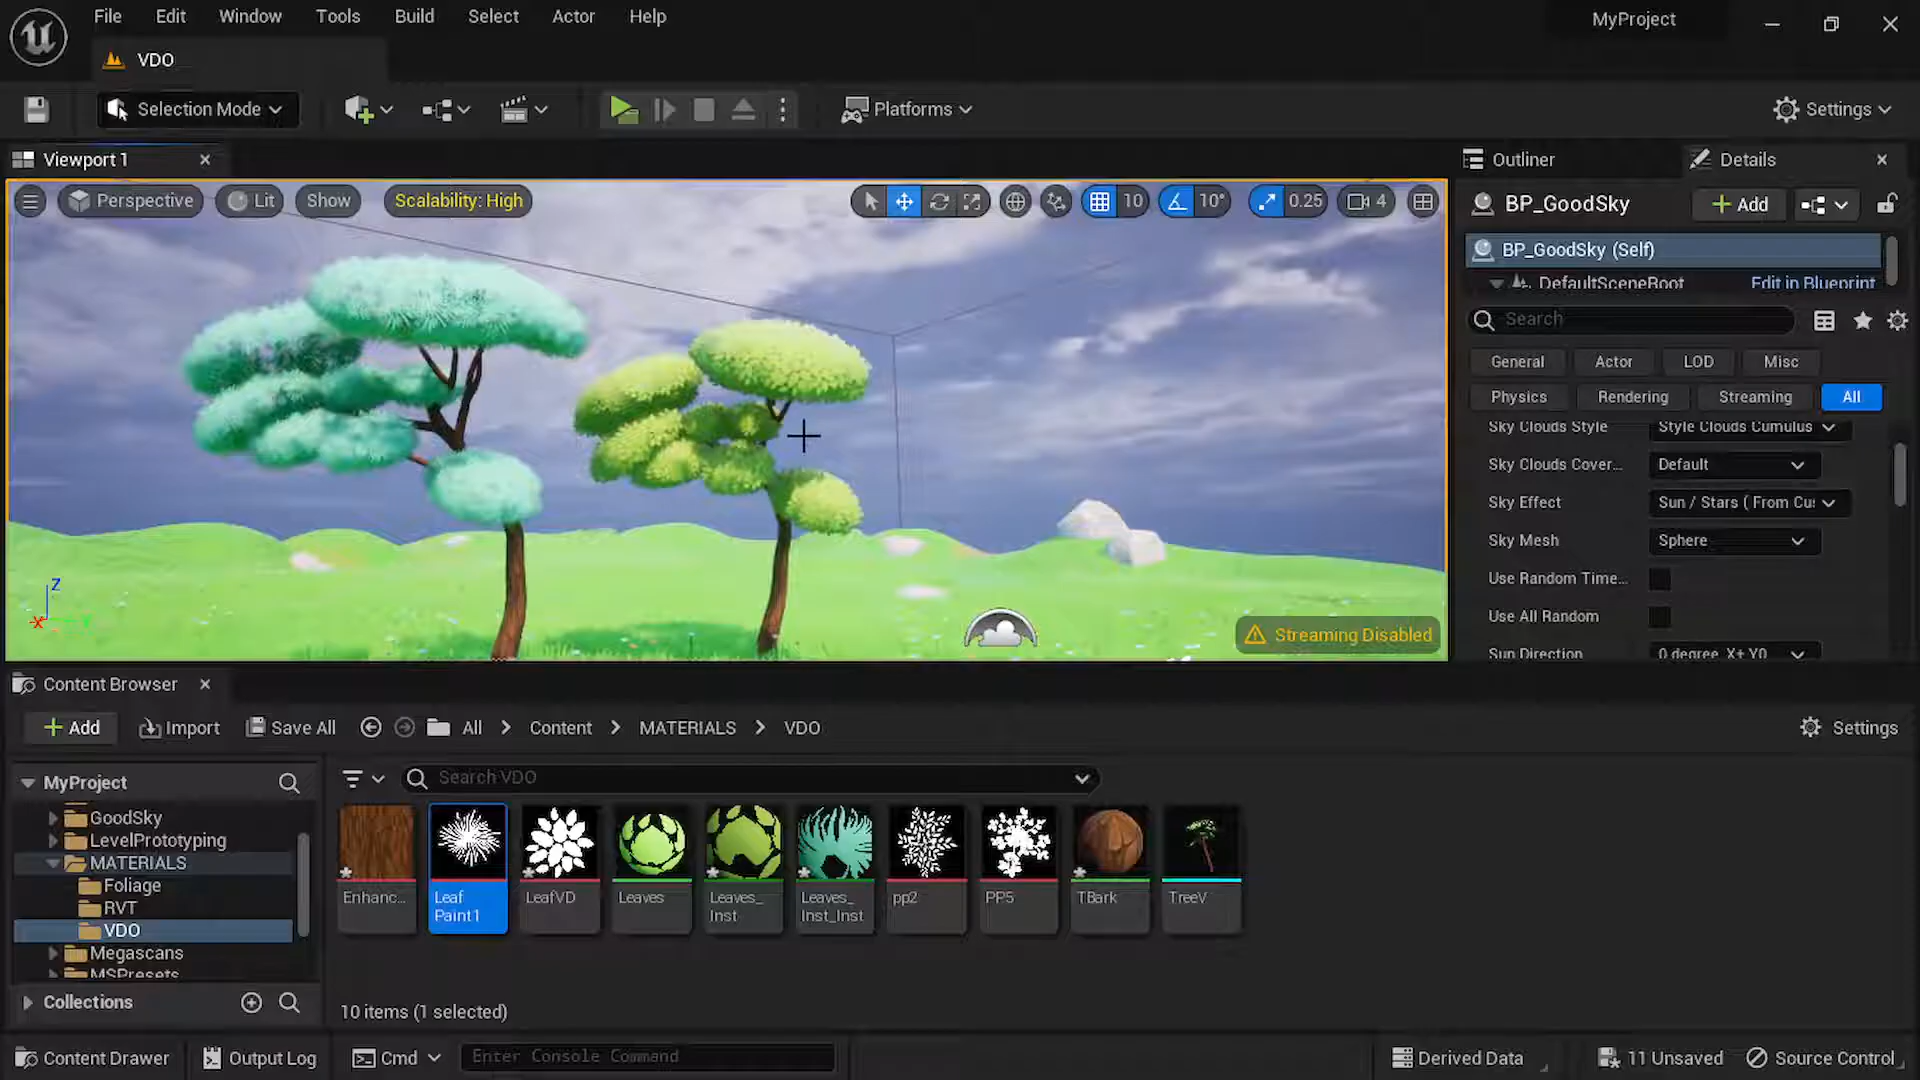 File Edit Window Tools Build Select Actor Help
MyProject
VDO
Selection Mode
Platforms
Settings
Viewport 1
Outliner
Details
Perspective
Lit
Show
Scalability: High
10
10°
0.25
4
BP_GoodSky
Add
BP_GoodSky (Self)
DefaultSceneRoot
Edit in Blueprint
Search
General Actor LOD Misc
Physics Rendering Streaming All
Sky Clouds Style
Style Clouds Cumulus
Sky Clouds Cover...
Default
Sky Effect
Sun / Stars ( From Cu
Sky Mesh
Sphere
Use Random Time...
Use All Random
Sun Direction
0 degree X+ Y0
Z
X
Y
Streaming Disabled
Content Browser
Add
Import
Save All
All
Content
MATERIALS
VDO
Settings
MyProject
Search VDO
GoodSky
LevelPrototyping
MATERIALS
Foliage
RVT
VDO
Megascans
MSPresets
Enhanc...
Leaf
Paint1
LeafVD
Leaves
Leaves_
Inst
Leaves_
Inst_Inst
pp2
PP5
TBark
TreeV
Collections
10 items (1 selected)
Content Drawer
Output Log
Cmd
Enter Console Command
Derived Data
11 Unsaved
Source Control